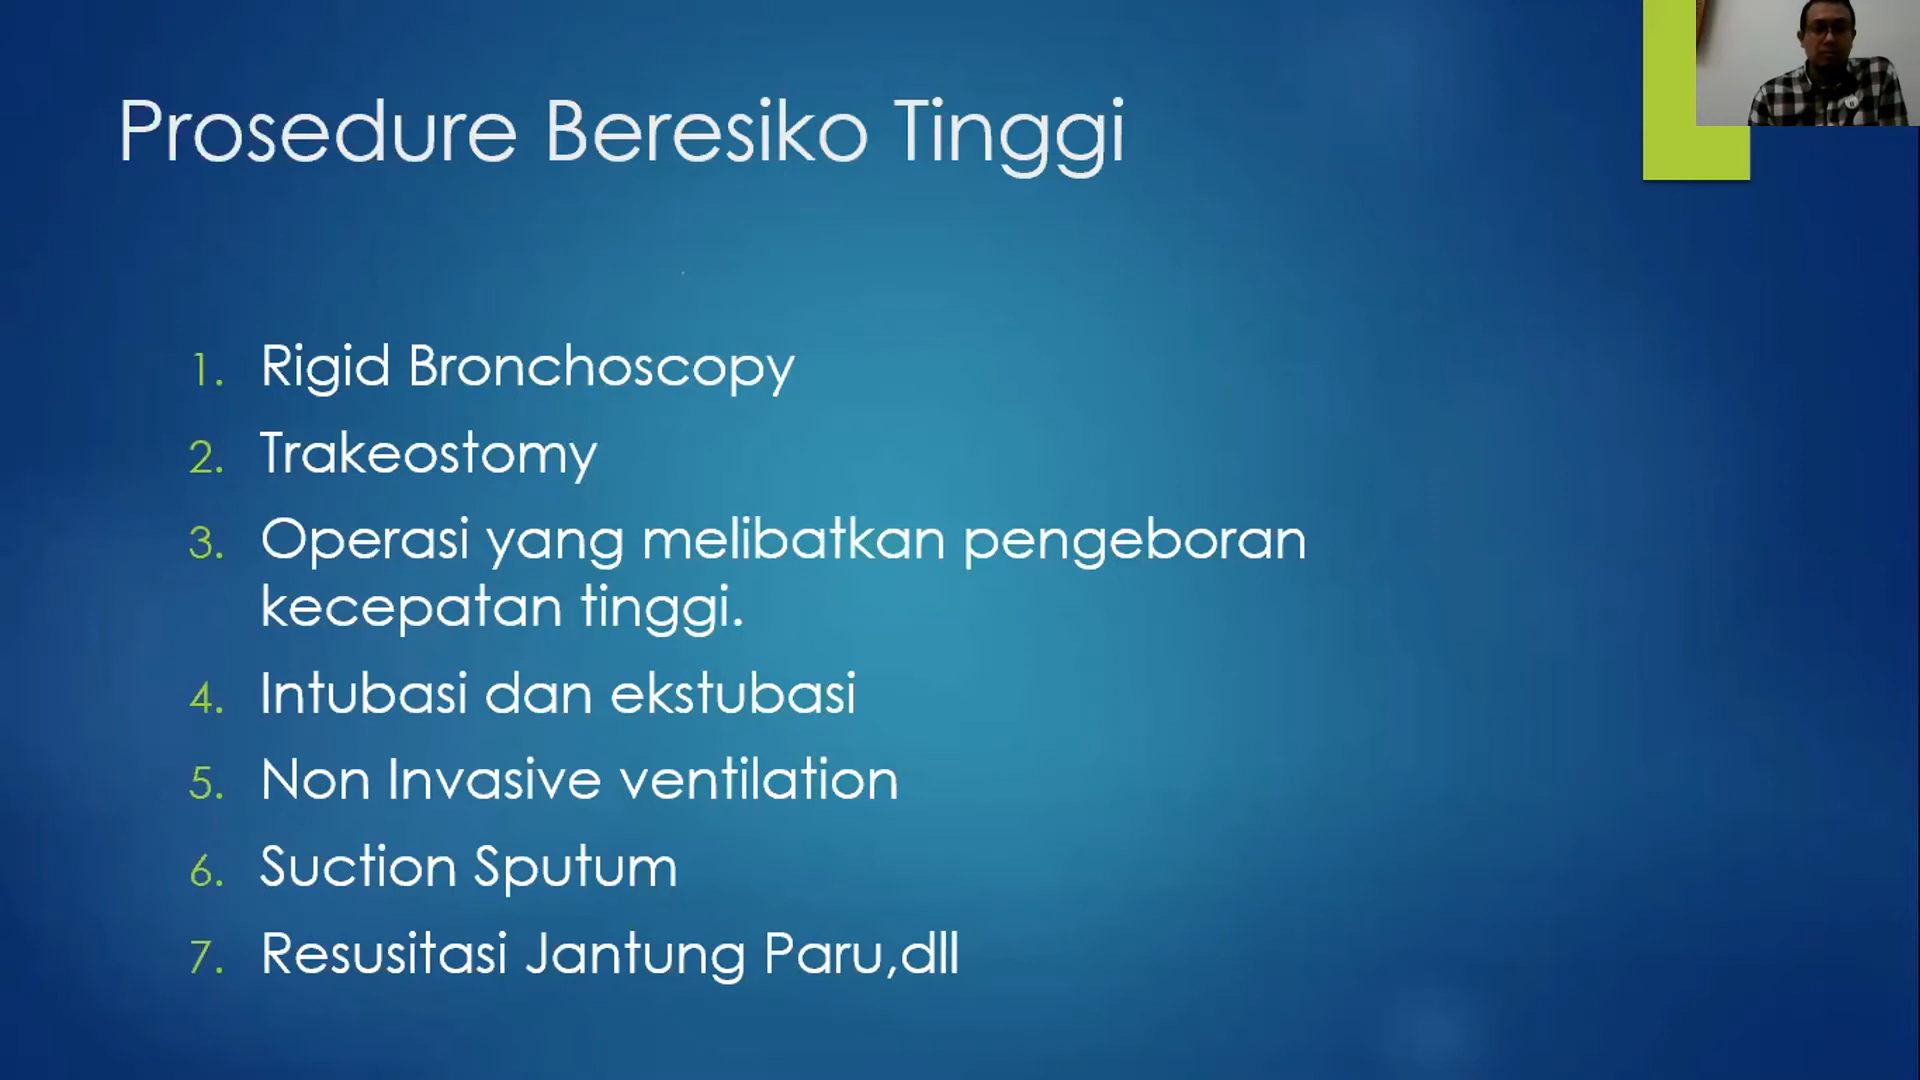 Prosedure Beresiko Tinggi
1. Rigid Bronchoscopy
2. Trakeostomy
3. Operasi yang melibatkan pengeboran
kecepatan tinggi.
4. Intubasi dan ekstubasi
5. Non Invasive ventilation
6. Suction Sputum
7. Resusitasi Jantung Paru,dll